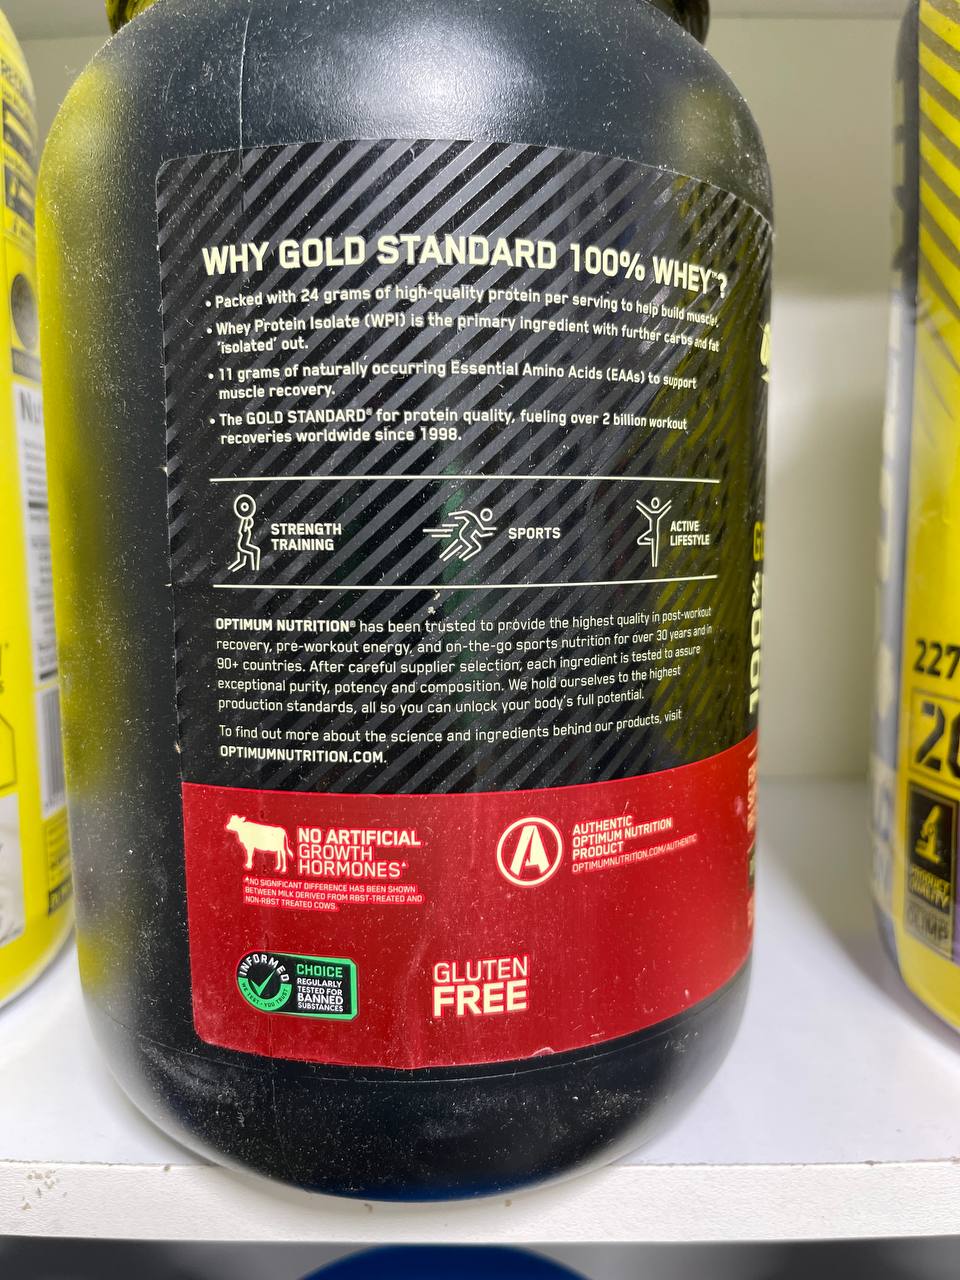 WHY GOLD STANDARD 100% WHEY™?
• Packed with 24 grams of high-quality protein per serving to help build muscle.
• Whey Protein Isolate (WPI) is the primary ingredient with further carbs and fat
'isolated' out.
• 11 grams of naturally occurring Essential Amino Acids (EAAs) to support
muscle recovery.
• The GOLD STANDARD® for protein quality, fueling over 2 billion workout
recoveries worldwide since 1998.
STRENGTH
TRAINING
SPORTS
ACTIVE
LIFESTYLE
OPTIMUM NUTRITION® has been trusted to provide the highest quality in post-workout
recovery, pre-workout energy, and on-the-go sports nutrition for over 30 years and in
90+ countries. After careful supplier selection, each ingredient is tested to assure
exceptional purity, potency and composition. We hold ourselves to the highest
production standards, all so you can unlock your body's full potential.
To find out more about the science and ingredients behind our products, visit
OPTIMUMNUTRITION.COM.
NO ARTIFICIAL
GROWTH
HORMONES*
*NO SIGNIFICANT DIFFERENCE HAS BEEN SHOWN
BETWEEN MILK DERIVED FROM RBST-TREATED AND
NON-RBST TREATED COWS.
A
AUTHENTIC
OPTIMUM NUTRITION
PRODUCT
OPTIMUMNUTRITION.COM/AUTHENTIC
INFORMED
WE TEST • YOU TRUST
CHOICE
REGULARLY
TESTED FOR
BANNED
SUBSTANCES
GLUTEN
FREE
100%
227
PRODUCT
QUALITY
OLIMP